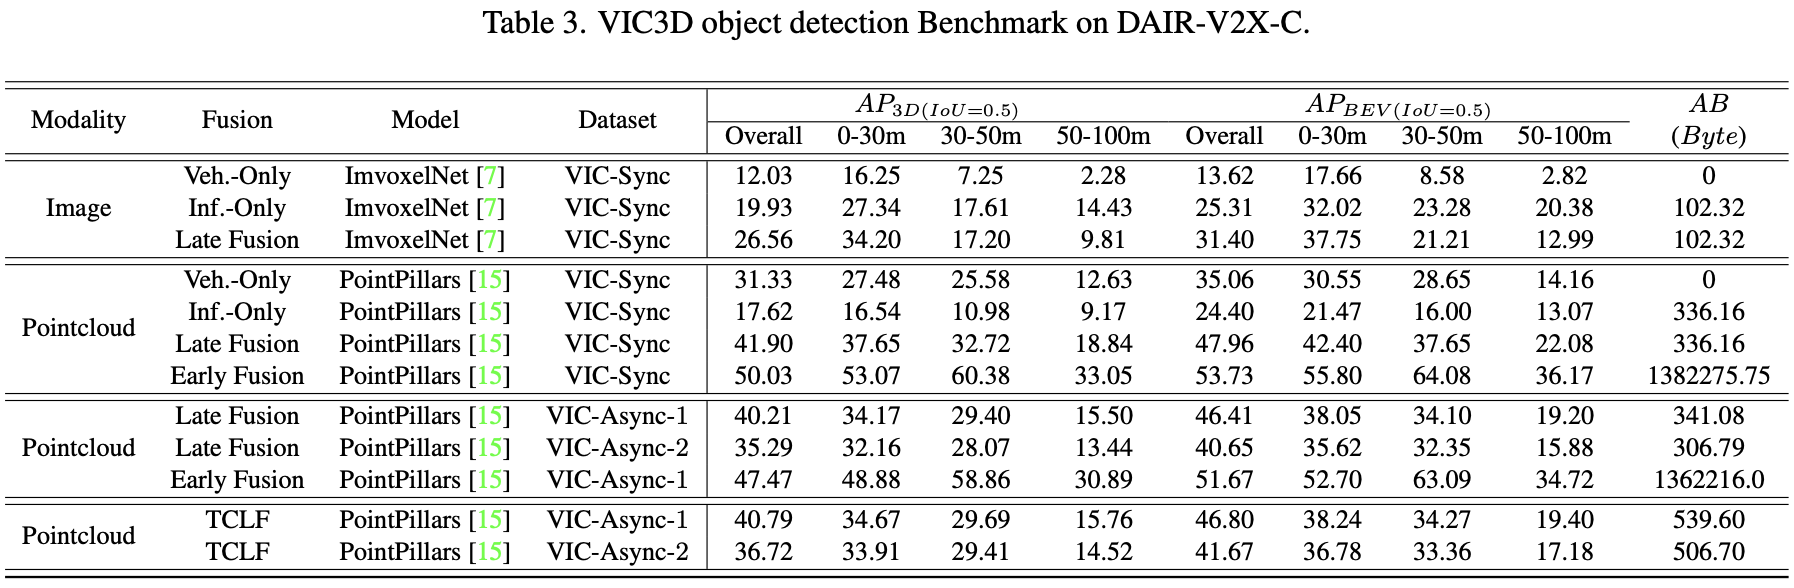 Table 3. VIC3D object detection Benchmark on DAIR-V2X-C.
Modality Fusion Model Dataset AP3D(IoU=0.5) APBEV(IoU=0.5) AB (Byte)
Overall 0-30m 30-50m 50-100m Overall 0-30m 30-50m 50-100m
Image
Veh.-Only ImvoxelNet [7] VIC-Sync 12.03 16.25 7.25 2.28 13.62 17.66 8.58 2.82 0
Inf.-Only ImvoxelNet [7] VIC-Sync 19.93 27.34 17.61 14.43 25.31 32.02 23.28 20.38 102.32
Late Fusion ImvoxelNet [7] VIC-Sync 26.56 34.20 17.20 9.81 31.40 37.75 21.21 12.99 102.32
Pointcloud
Veh.-Only PointPillars [15] VIC-Sync 31.33 27.48 25.58 12.63 35.06 30.55 28.65 14.16 0
Inf.-Only PointPillars [15] VIC-Sync 17.62 16.54 10.98 9.17 24.40 21.47 16.00 13.07 336.16
Late Fusion PointPillars [15] VIC-Sync 41.90 37.65 32.72 18.84 47.96 42.40 37.65 22.08 336.16
Early Fusion PointPillars [15] VIC-Sync 50.03 53.07 60.38 33.05 53.73 55.80 64.08 36.17 1382275.75
Pointcloud
Late Fusion PointPillars [15] VIC-Async-1 40.21 34.17 29.40 15.50 46.41 38.05 34.10 19.20 341.08
Late Fusion PointPillars [15] VIC-Async-2 35.29 32.16 28.07 13.44 40.65 35.62 32.35 15.88 306.79
Early Fusion PointPillars [15] VIC-Async-1 47.47 48.88 58.86 30.89 51.67 52.70 63.09 34.72 1362216.0
Pointcloud
TCLF PointPillars [15] VIC-Async-1 40.79 34.67 29.69 15.76 46.80 38.24 34.27 19.40 539.60
TCLF PointPillars [15] VIC-Async-2 36.72 33.91 29.41 14.52 41.67 36.78 33.36 17.18 506.70